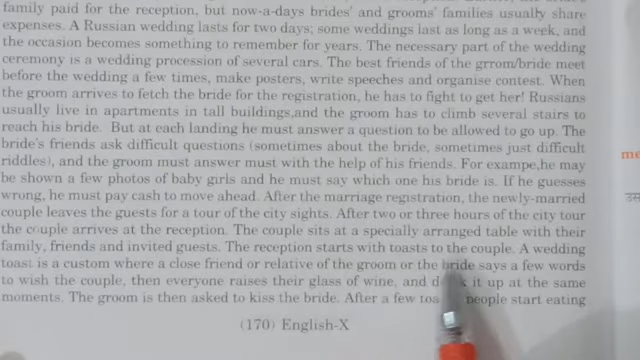 family paid for the reception, but now-a-days brides' and grooms' families usually share
expenses. A Russian wedding lasts for two days; some weddings last as long as a week, and
the occasion becomes something to remember for years. The necessary part of the wedding
ceremony is a wedding procession of several cars. The best friends of the grrom/bride meet
before the wedding a few times, make posters, write speeches and organise contest. When
the groom arrives to fetch the bride for the registration, he has to fight to get her! Russians
usually live in apartments in tall buildings,and the groom has to climb several stairs to
reach his bride. But at each landing he must answer a question to be allowed to go up. The
bride's friends ask difficult questions (sometimes about the bride, sometimes just difficult
riddles), and the groom must answer must with the help of his friends. For exampe,he may
be shown a few photos of baby girls and he must say which one his bride is. If he guesses
wrong, he must pay cash to move ahead. After the marriage registration, the newly-married
couple leaves the guests for a tour of the city sights. After two or three hours of the city tour
the couple arrives at the reception. The couple sits at a specially arranged table with their
family, friends and invited guests. The reception starts with toasts to the couple. A wedding
toast is a custom where a close friend or relative of the groom or the bride says a few words
to wish the couple, then everyone raises their glass of wine, and it up at the same
moments. The groom is then asked to kiss the bride. After a few people start eating
(170) English-X
me